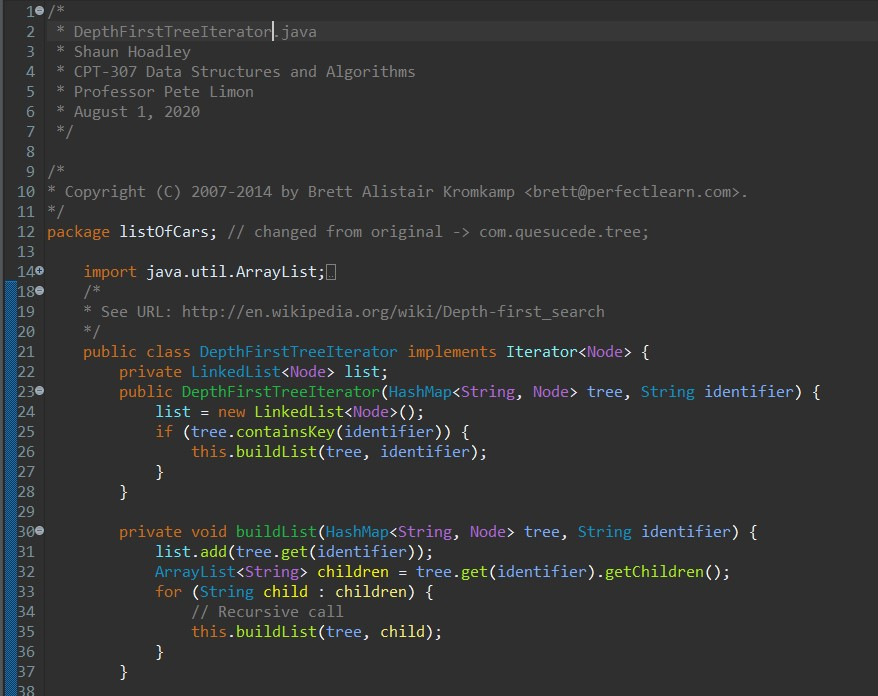 1 /*
2  * DepthFirstTreeIterator.java
3  * Shaun Hoadley
4  * CPT-307 Data Structures and Algorithms
5  * Professor Pete Limon
6  * August 1, 2020
7  */
8
9 /*
10 * Copyright (C) 2007-2014 by Brett Alistair Kromkamp <brett@perfectlearn.com>.
11 */
12 package listOfCars; // changed from original -> com.quesucede.tree;
13
14     import java.util.ArrayList;
18     /*
19     * See URL: http://en.wikipedia.org/wiki/Depth-first_search
20     */
21     public class DepthFirstTreeIterator implements Iterator<Node> {
22         private LinkedList<Node> list;
23         public DepthFirstTreeIterator(HashMap<String, Node> tree, String identifier) {
24             list = new LinkedList<Node>();
25             if (tree.containsKey(identifier)) {
26                 this.buildList(tree, identifier);
27             }
28         }
29
30         private void buildList(HashMap<String, Node> tree, String identifier) {
31             list.add(tree.get(identifier));
32             ArrayList<String> children = tree.get(identifier).getChildren();
33             for (String child : children) {
34                 // Recursive call
35                 this.buildList(tree, child);
36             }
37         }
38